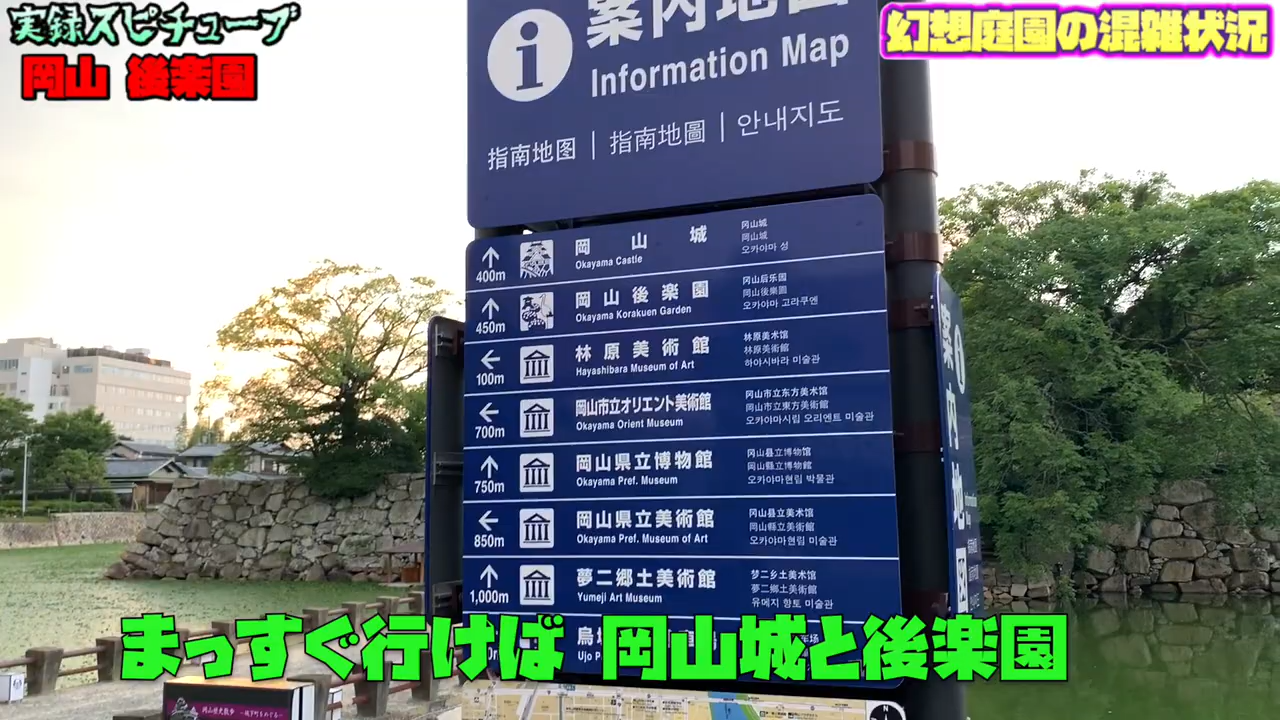 実録スピチューブ
岡山 後楽園
幻想庭園の混雑状況
案内地図
Information Map
指南地图 | 指南地圖 | 안내지도
400m 岡山城 Okayama Castle
冈山城
岡山城
오카야마 성
450m 岡山後楽園 Okayama Korakuen Garden
冈山后乐园
岡山後樂園
오카야마 고라쿠엔
100m 林原美術館 Hayashibara Museum of Art
林原美术馆
林原美術館
하야시바라 미술관
700m 岡山市立オリエント美術館 Okayama Orient Museum
冈山市立东方美术馆
岡山市立東方美術館
오카야마시립 오리엔트 미술관
750m 岡山県立博物館 Okayama Pref. Museum
冈山县立博物馆
岡山縣立博物館
오카야마현립 박물관
850m 岡山県立美術館 Okayama Pref. Museum of Art
冈山县立美术馆
岡山縣立美術館
오카야마현립 미술관
1,000m 夢二郷土美術館 Yumeji Art Museum
梦二乡土美术馆
夢二鄉土美術館
유메지 향토 미술관
Ujo P
案内地
まっすぐ行けば 岡山城と後楽園
岡山歴史散歩